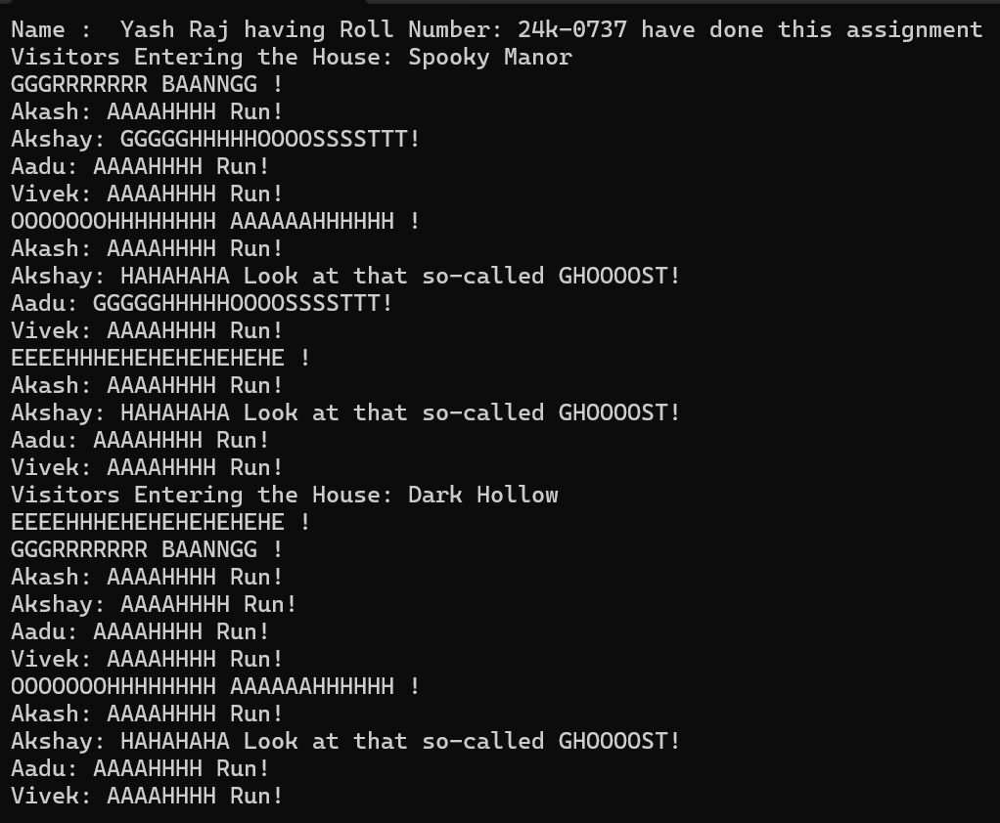 Name :  Yash Raj having Roll Number: 24k-0737 have done this assignment
Visitors Entering the House: Spooky Manor
GGGRRRRRRR BAANNGG !
Akash: AAAAHHHH Run!
Akshay: GGGGGHHHHHOOOOSSSSTTT!
Aadu: AAAAHHHH Run!
Vivek: AAAAHHHH Run!
OOOOOOOHHHHHHHH AAAAAAHHHHHH !
Akash: AAAAHHHH Run!
Akshay: HAHAHAHA Look at that so-called GHOOOOST!
Aadu: GGGGGHHHHHOOOOSSSSTTT!
Vivek: AAAAHHHH Run!
EEEEHHHEHEHEHEHEHEHE !
Akash: AAAAHHHH Run!
Akshay: HAHAHAHA Look at that so-called GHOOOOST!
Aadu: AAAAHHHH Run!
Vivek: AAAAHHHH Run!
Visitors Entering the House: Dark Hollow
EEEEHHHEHEHEHEHEHEHE !
GGGRRRRRRR BAANNGG !
Akash: AAAAHHHH Run!
Akshay: AAAAHHHH Run!
Aadu: AAAAHHHH Run!
Vivek: AAAAHHHH Run!
OOOOOOOHHHHHHHH AAAAAAHHHHHH !
Akash: AAAAHHHH Run!
Akshay: HAHAHAHA Look at that so-called GHOOOOST!
Aadu: AAAAHHHH Run!
Vivek: AAAAHHHH Run!